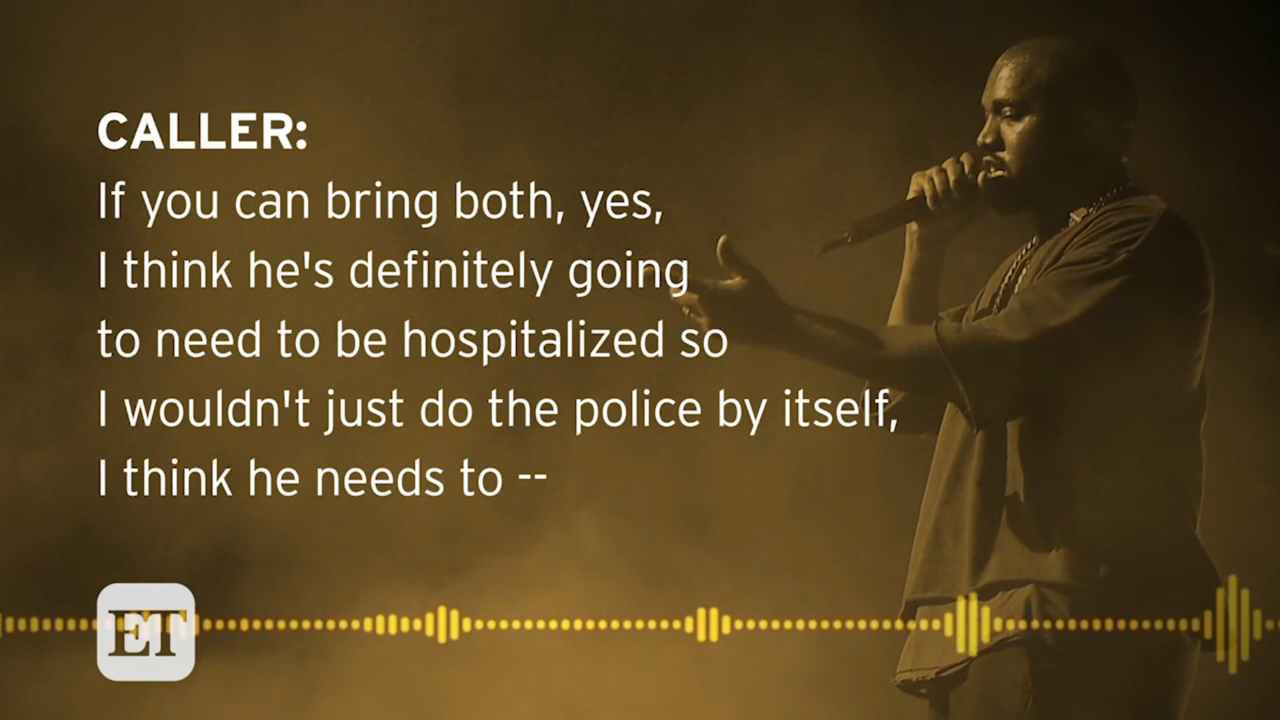 CALLER:
If you can bring both, yes,
I think he's definitely going
to need to be hospitalized so
I wouldn't just do the police by itself,
I think he needs to --
ET